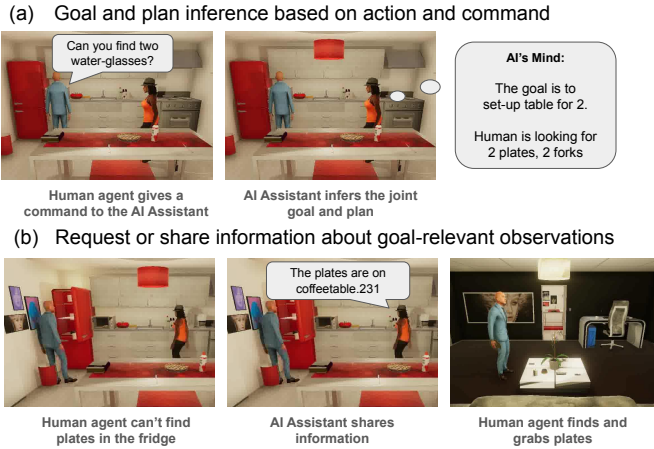 (a) Goal and plan inference based on action and command
Can you find two
water-glasses?
AI's Mind:
The goal is to
set-up table for 2.
Human is looking for
2 plates, 2 forks
Human agent gives a
command to the AI Assistant
AI Assistant infers the joint
goal and plan
(b) Request or share information about goal-relevant observations
The plates are on
coffeetable.231
Human agent can't find
plates in the fridge
AI Assistant shares
information
Human agent finds and
grabs plates